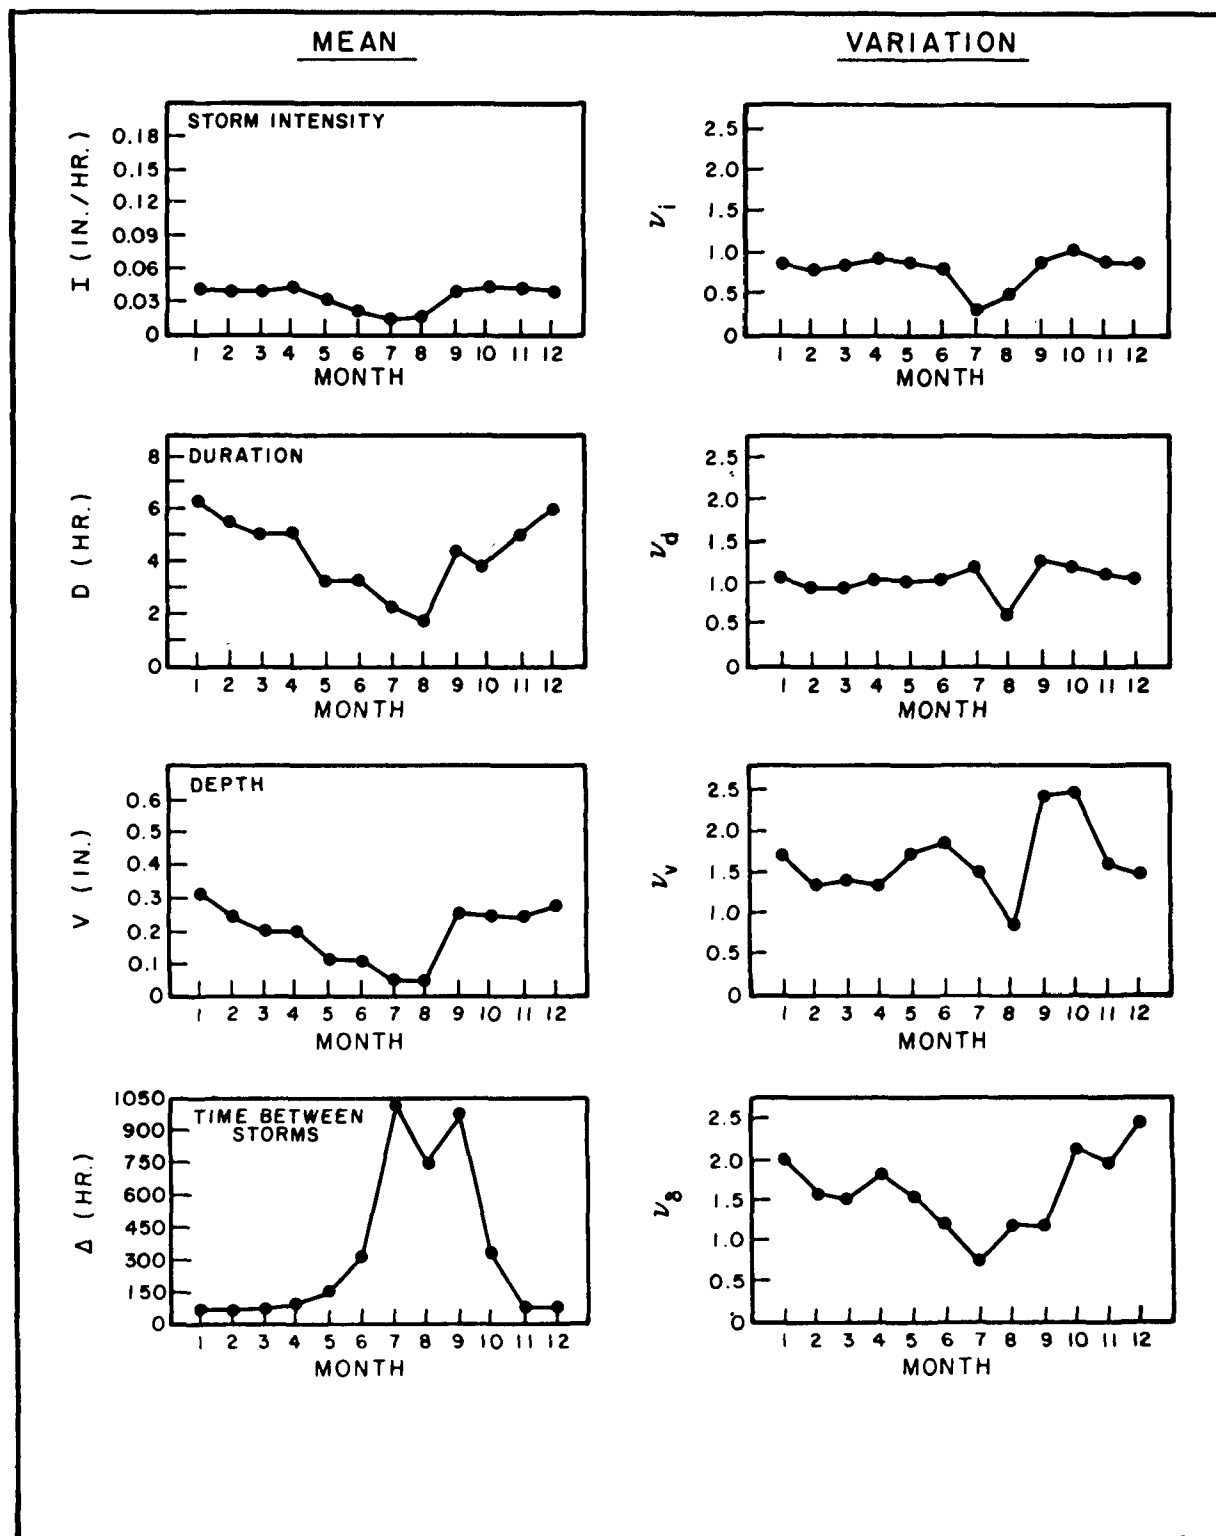 MEAN
VARIATION
STORM INTENSITY
I (IN./HR.)
0.18
0.15
0.12
0.09
0.06
0.03
0
1 2 3 4 5 6 7 8 9 10 11 12
MONTH
νi
2.5
2.0
1.5
1.0
0.5
0
1 2 3 4 5 6 7 8 9 10 11 12
MONTH
DURATION
D (HR.)
8
6
4
2
0
1 2 3 4 5 6 7 8 9 10 11 12
MONTH
νd
2.5
2.0
1.5
1.0
0.5
0
1 2 3 4 5 6 7 8 9 10 11 12
MONTH
DEPTH
V (IN.)
0.6
0.5
0.4
0.3
0.2
0.1
0
1 2 3 4 5 6 7 8 9 10 11 12
MONTH
νv
2.5
2.0
1.5
1.0
0.5
0
1 2 3 4 5 6 7 8 9 10 11 12
MONTH
TIME BETWEEN
STORMS
Δ (HR.)
1050
900
750
600
450
300
150
0
1 2 3 4 5 6 7 8 9 10 11 12
MONTH
νδ
2.5
2.0
1.5
1.0
0.5
0
1 2 3 4 5 6 7 8 9 10 11 12
MONTH